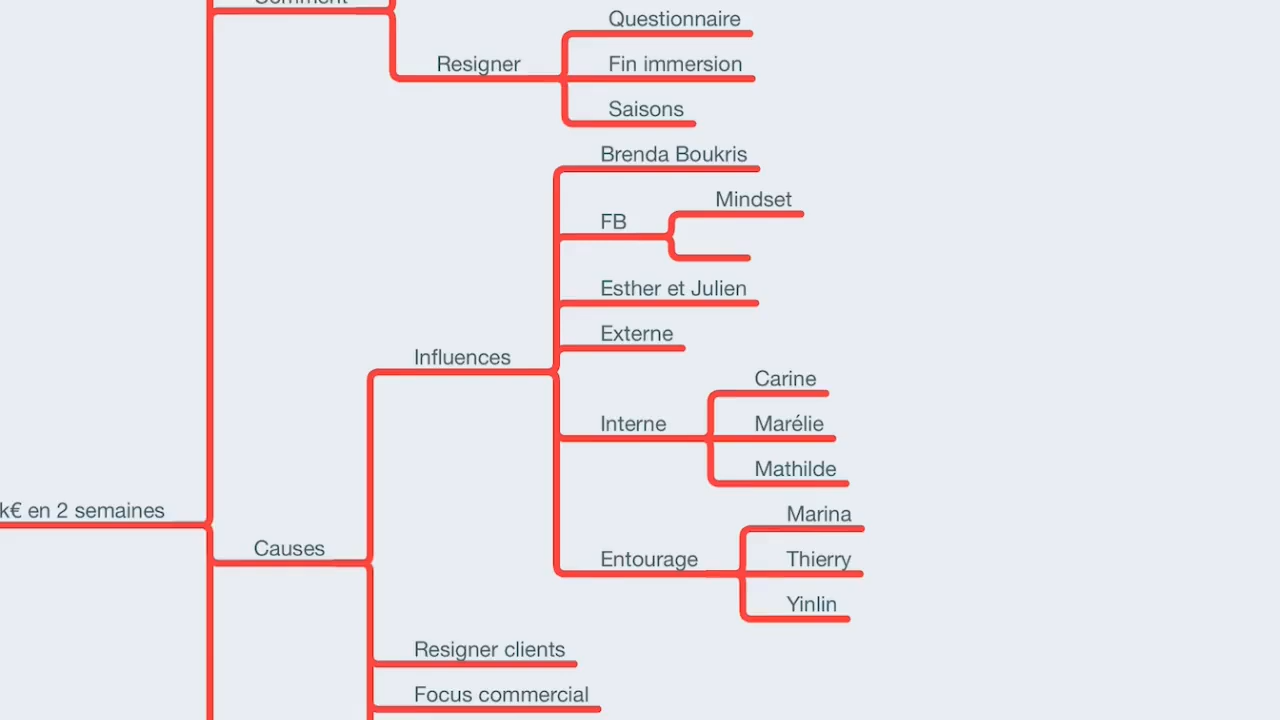 Comment
Questionnaire
Resigner
Fin immersion
Saisons
Brenda Boukris
Mindset
FB
Esther et Julien
Externe
Influences
Carine
Interne
Marélie
Mathilde
k€ en 2 semaines
Marina
Causes
Entourage
Thierry
Yinlin
Resigner clients
Focus commercial